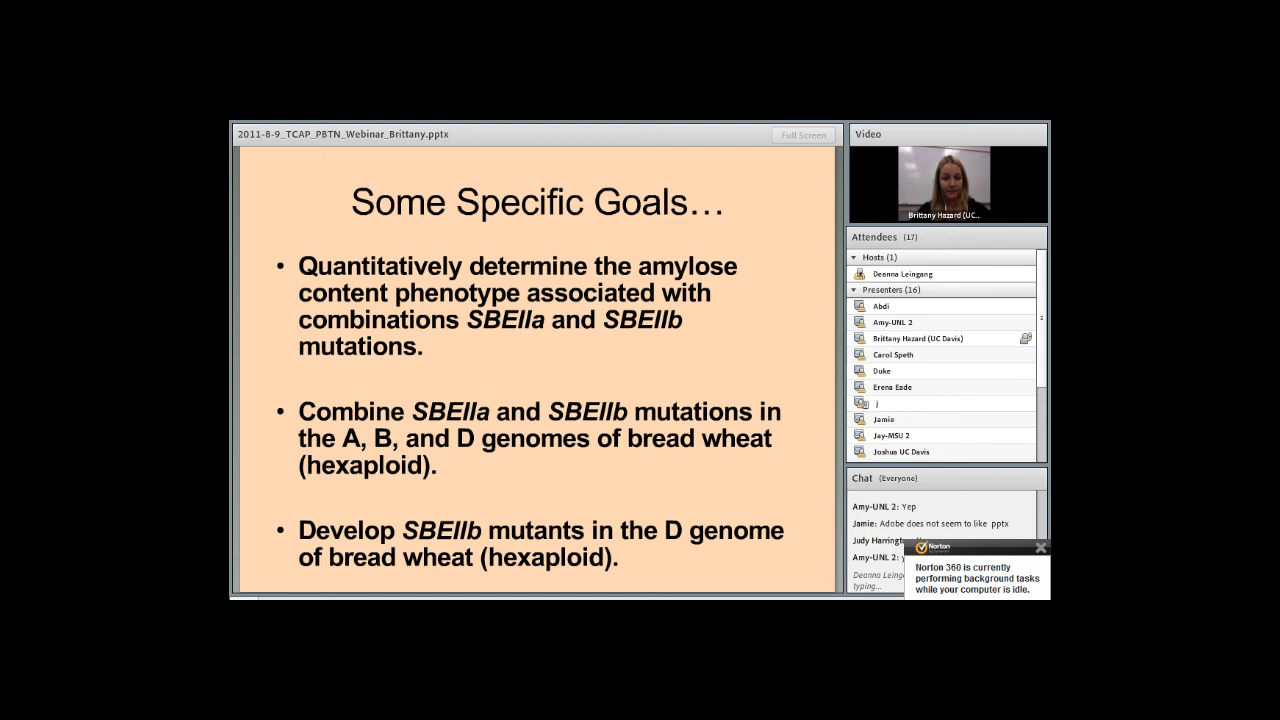 2011-8-9_TCAP_PBTN_Webinar_Brittany.pptx
Full Screen
Some Specific Goals…
• Quantitatively determine the amylose
content phenotype associated with
combinations SBEIIa and SBEIIb
mutations.
• Combine SBEIIa and SBEIIb mutations in
the A, B, and D genomes of bread wheat
(hexaploid).
• Develop SBEIIb mutants in the D genome
of bread wheat (hexaploid).
Video
Brittany Hazard (UC...
Attendees (17)
Hosts (1)
Deanna Leingang
Presenters (16)
Abdi
Amy-UNL 2
Brittany Hazard (UC Davis)
Carol Speth
Duke
Erena Eade
j
Jamie
Jay-MSU 2
Joshua UC Davis
Chat (Everyone)
Amy-UNL 2: Yep
Jamie: Adobe does not seem to like pptx
Judy
Amy-UNL 2:
Deanna
typing...
Norton
Norton 360 is currently
performing background tasks
while your computer is idle.